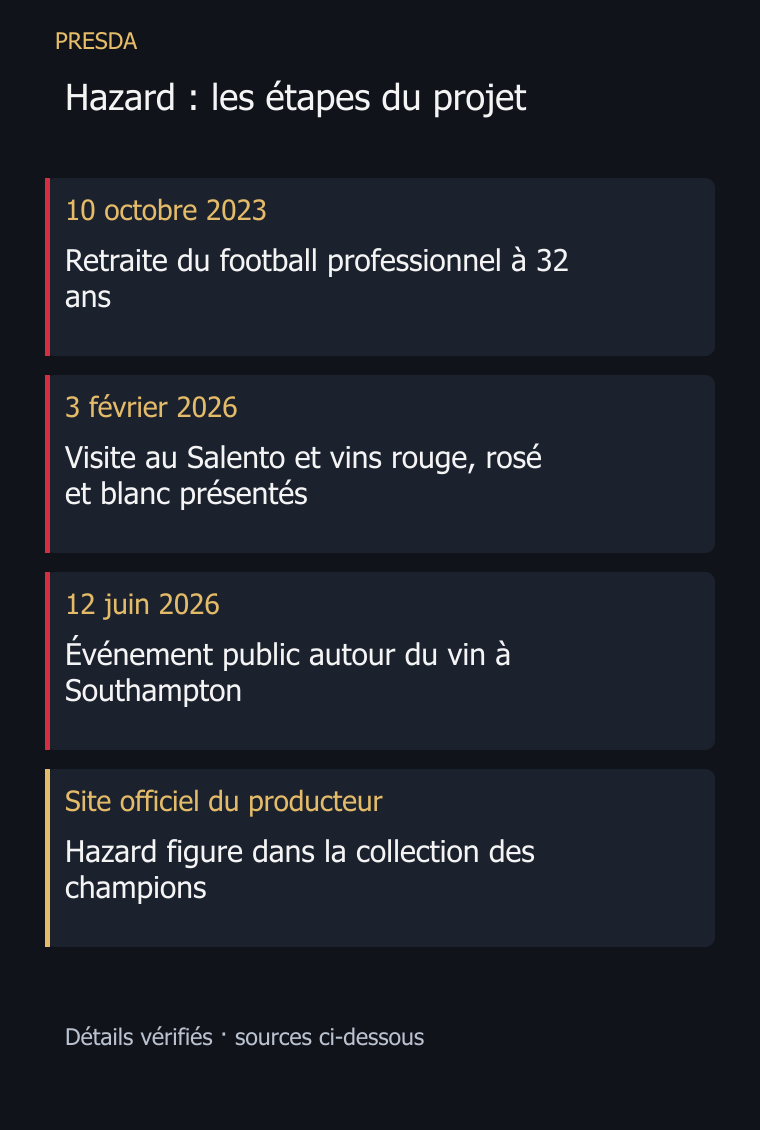 PRESDA
Hazard : les étapes du projet
10 octobre 2023
Retraite du football professionnel à 32
ans
3 février 2026
Visite au Salento et vins rouge, rosé
et blanc présentés
12 juin 2026
Événement public autour du vin à
Southampton
Site officiel du producteur
Hazard figure dans la collection des
champions
Détails vérifiés · sources ci-dessous